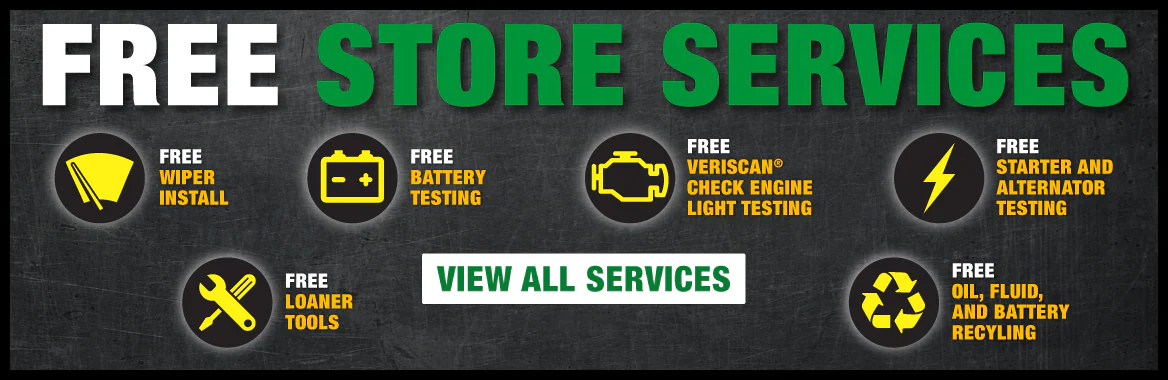 FREE STORE SERVICES
FREE
WIPER
INSTALL
FREE
BATTERY
TESTING
FREE
VERISCAN®
CHECK ENGINE
LIGHT TESTING
FREE
STARTER AND
ALTERNATOR
TESTING
FREE
LOANER
TOOLS
VIEW ALL SERVICES
FREE
OIL, FLUID,
AND BATTERY
RECYLING